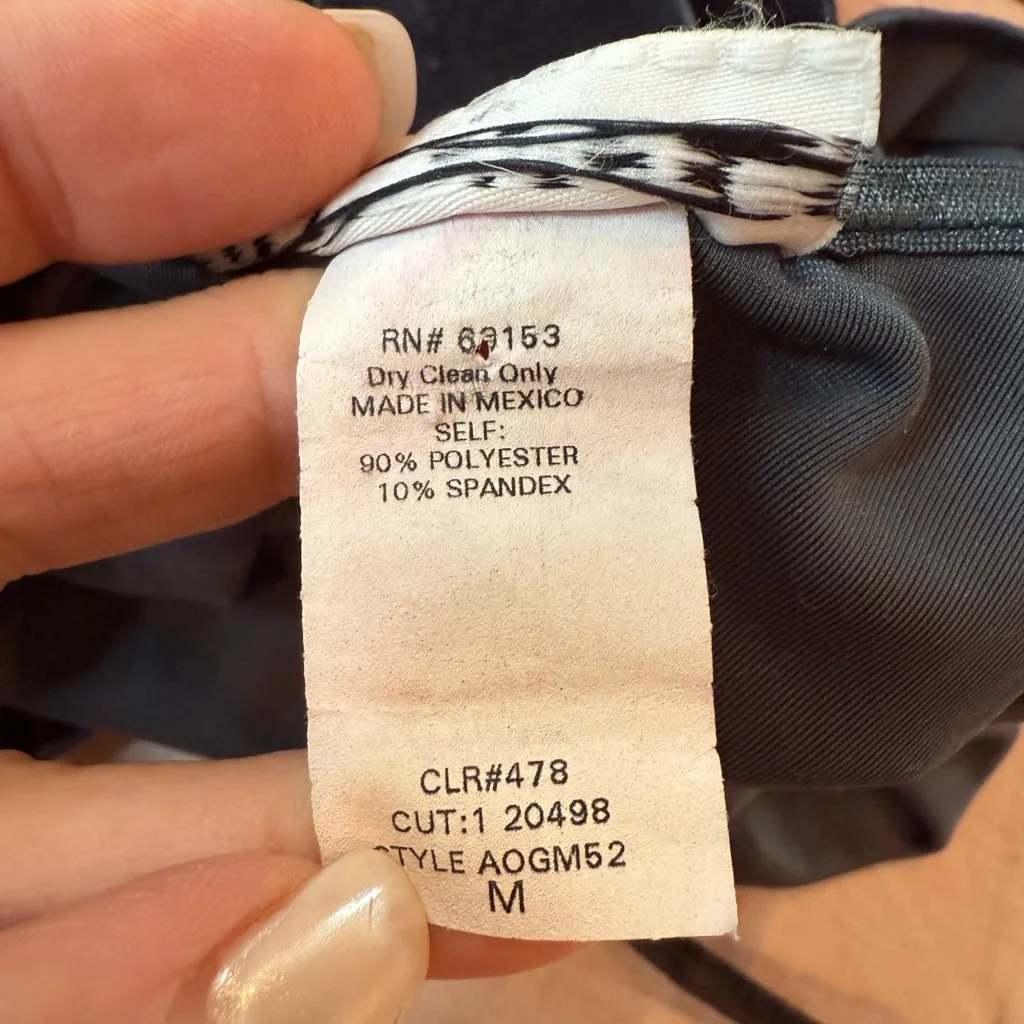 RN# 69153
Dry Clean Only
MADE IN MEXICO
SELF:
90% POLYESTER
10% SPANDEX
CLR#478
CUT:1 20498
STYLE AOGM52
M